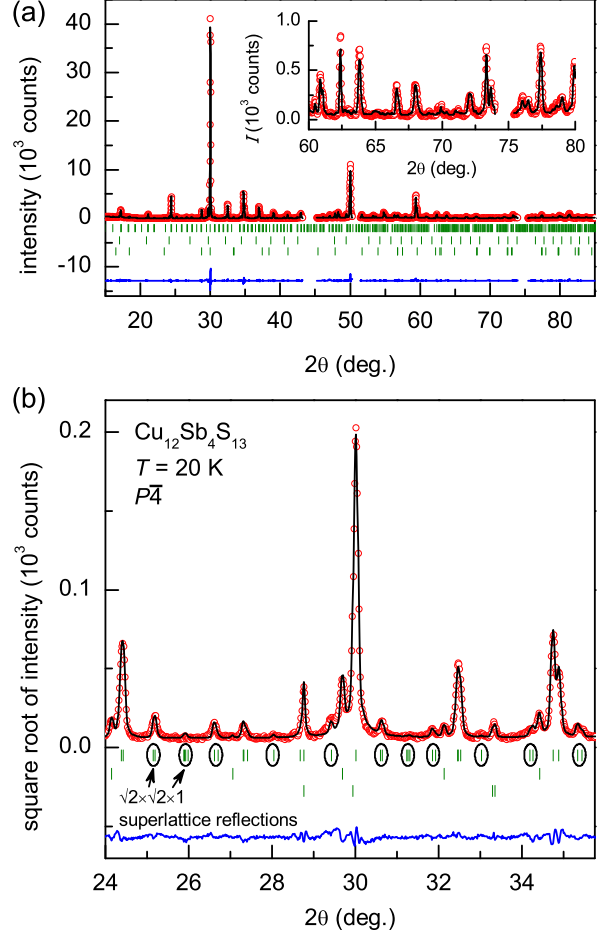 (a)
intensity (10³ counts)
40
30
20
10
0
-10
20 30 40 50 60 70 80
2θ (deg.)
I (10³ counts)
1.0
0.5
0.0
60 65 70 75 80
2θ (deg.)
(b)
square root of intensity (10³ counts)
0.2
0.1
0.0
Cu₁₂Sb₄S₁₃
T = 20 K
P4̅
√2×√2×1
superlattice reflections
24 26 28 30 32 34
2θ (deg.)